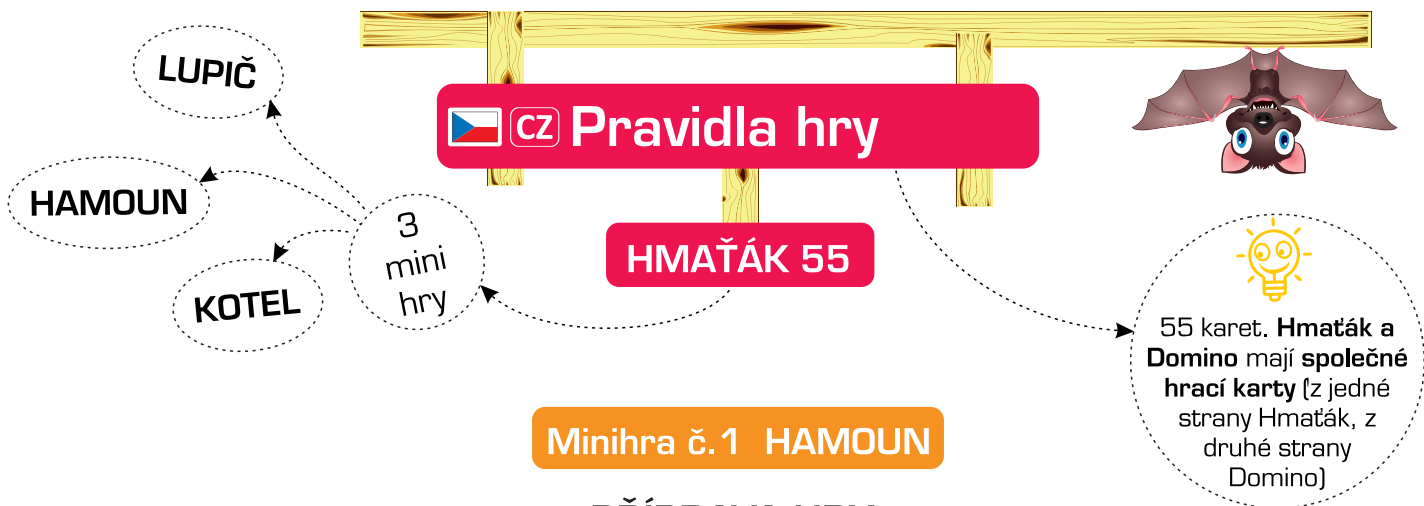 LUPIČ
CZ Pravidla hry
HAMOUN
3
mini
hry
HMAŤÁK 55
KOTEL
55 karet. Hmaťák a
Domino mají společné
hrací karty (z jedné
strany Hmaťák, z
druhé strany
Domino)
Minihra č.1 HAMOUN